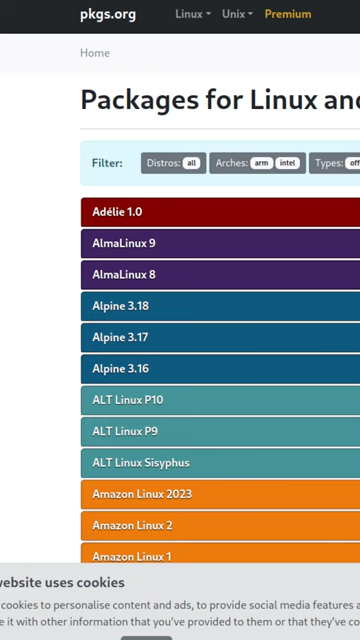 pkgs.org Linux Unix Premium
Home
Packages for Linux and
Filter: Distros: all Arches: arm intel Types:
Adélie 1.0
AlmaLinux 9
AlmaLinux 8
Alpine 3.18
Alpine 3.17
Alpine 3.16
ALT Linux P10
ALT Linux P9
ALT Linux Sisyphus
Amazon Linux 2023
Amazon Linux 2
Amazon Linux 1
website uses cookies
cookies to personalise content and ads, to provide social media features
it with other information that you've provided to them or that they've